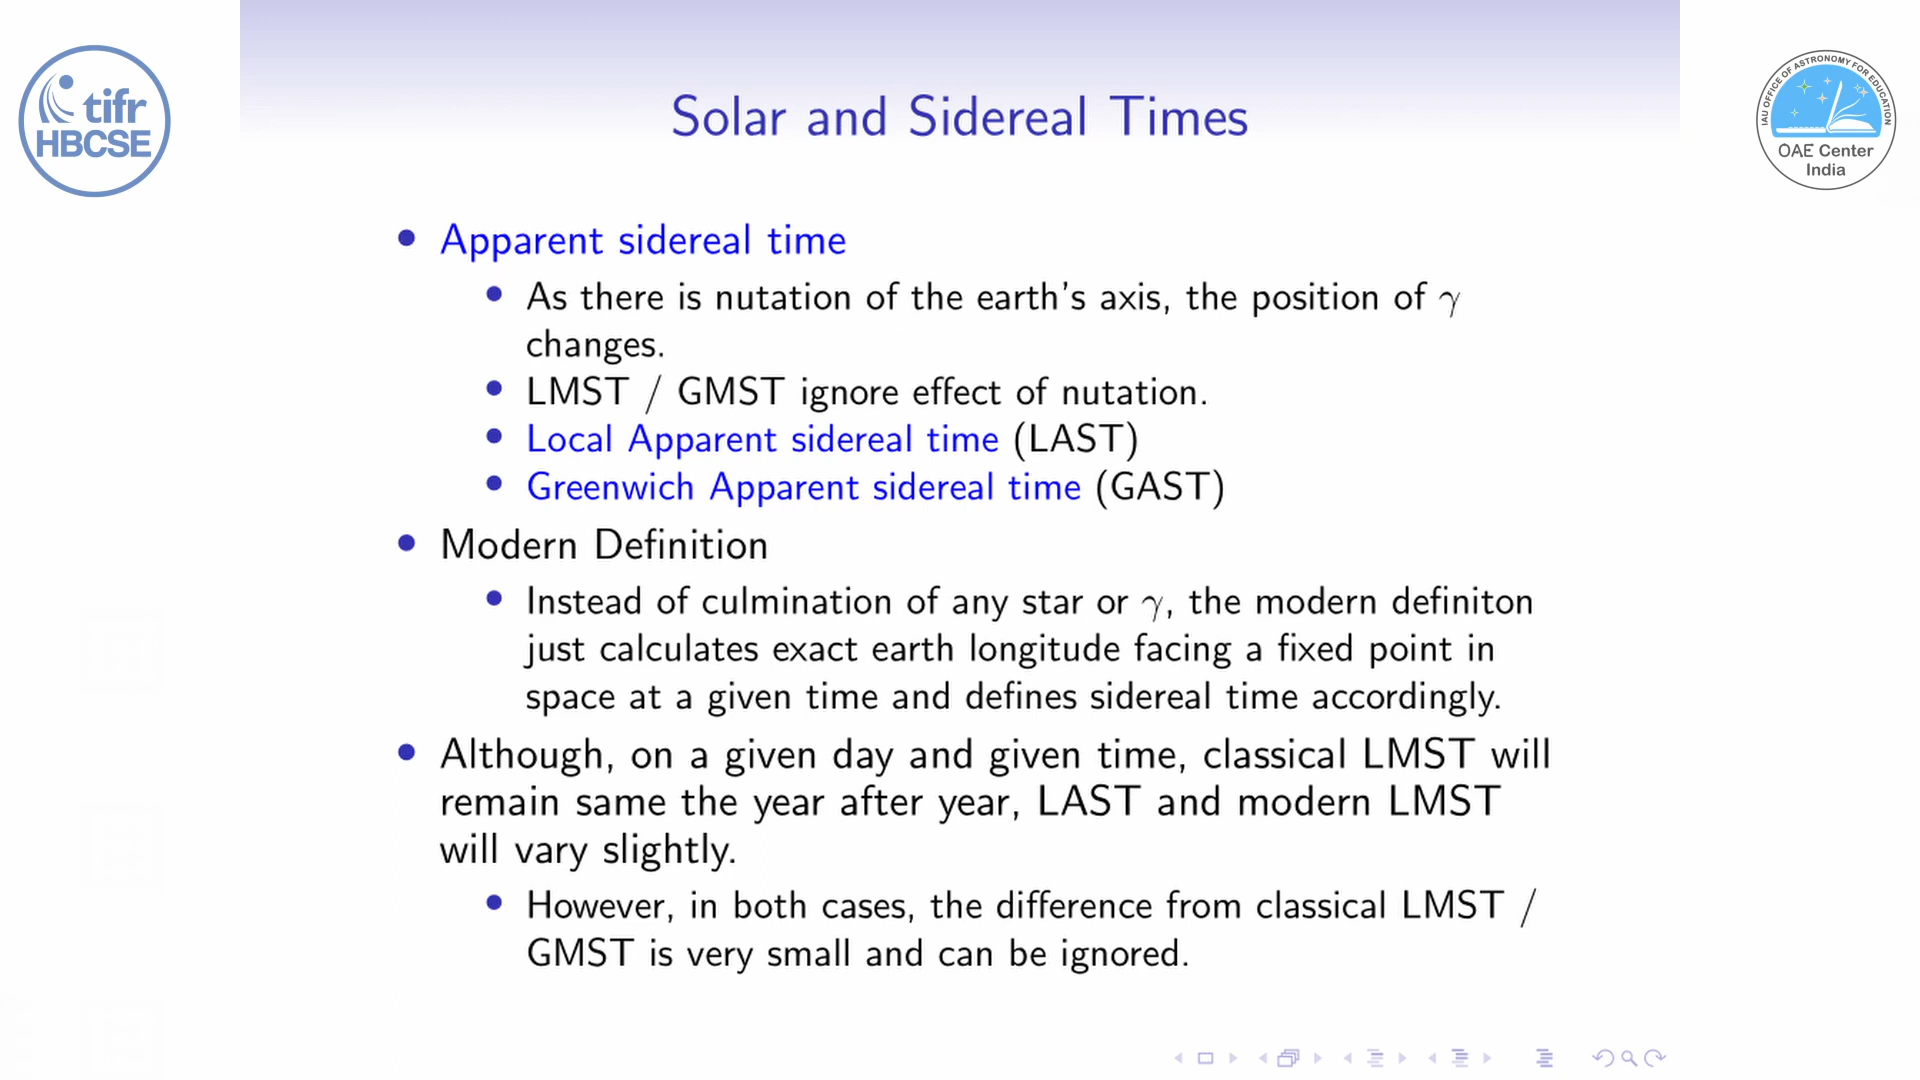 Solar and Sidereal Times
tifr
HBCSE
IAU OFFICE OF ASTRONOMY FOR EDUCATION
OAE Center
India
• Apparent sidereal time
• As there is nutation of the earth's axis, the position of γ
changes.
• LMST / GMST ignore effect of nutation.
• Local Apparent sidereal time (LAST)
• Greenwich Apparent sidereal time (GAST)
• Modern Definition
• Instead of culmination of any star or γ, the modern definiton
just calculates exact earth longitude facing a fixed point in
space at a given time and defines sidereal time accordingly.
• Although, on a given day and given time, classical LMST will
remain same the year after year, LAST and modern LMST
will vary slightly.
• However, in both cases, the difference from classical LMST /
GMST is very small and can be ignored.